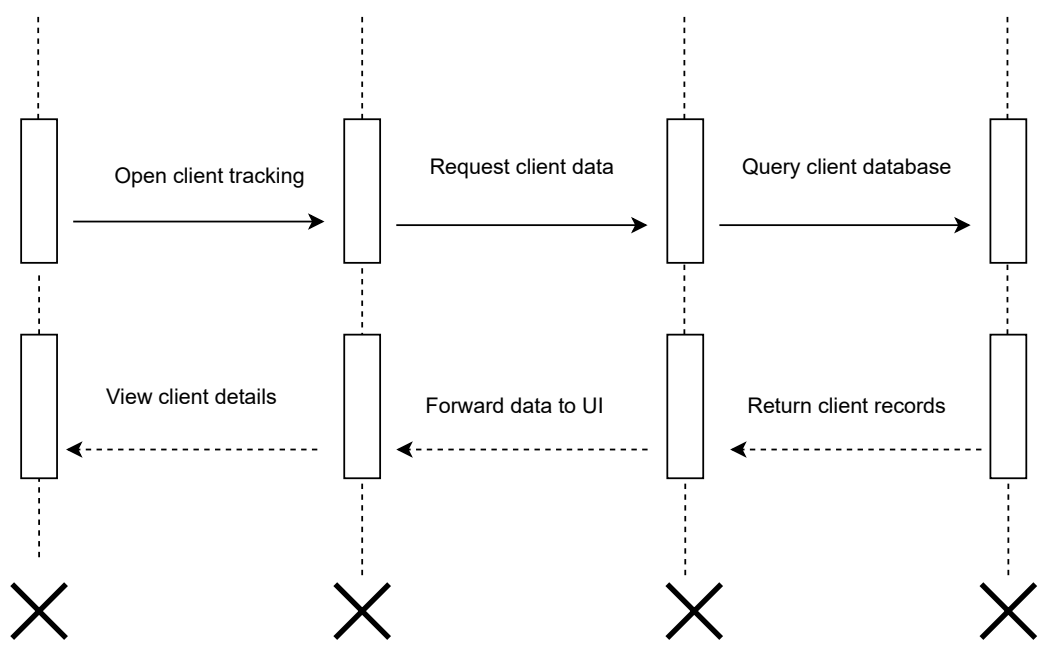 Open client tracking
Request client data
Query client database
View client details
Forward data to UI
Return client records